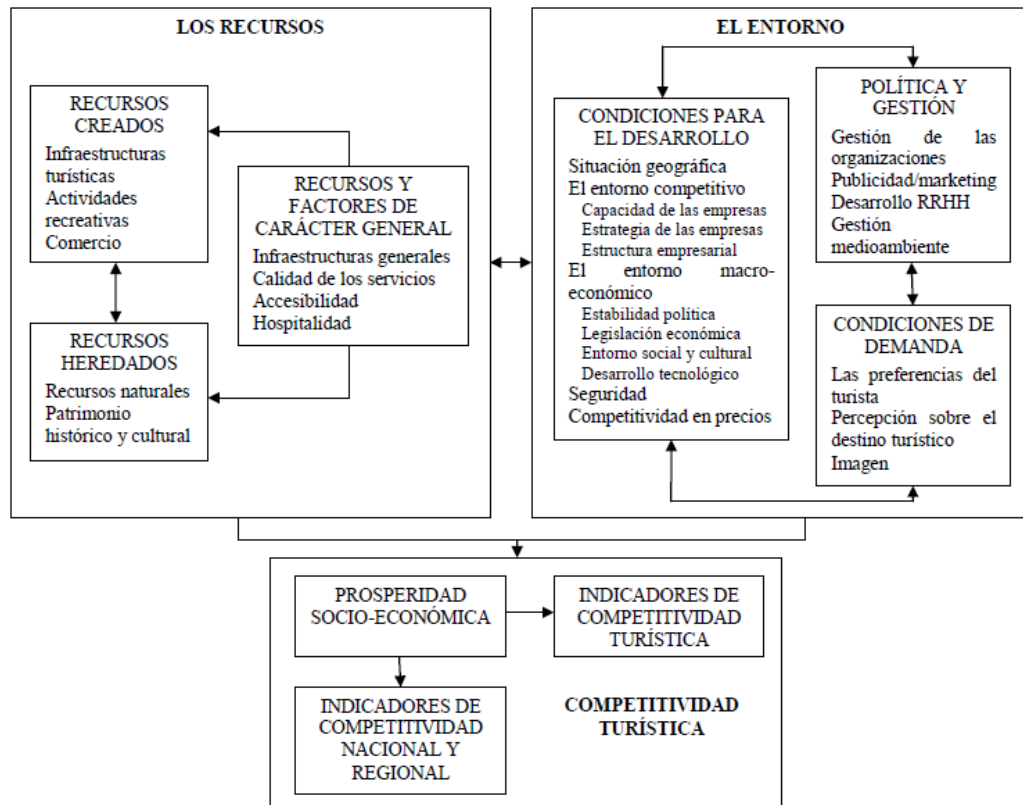 LOS RECURSOS
RECURSOS
CREADOS
Infraestructuras
turísticas
Actividades
recreativas
Comercio
RECURSOS Y
FACTORES DE
CARÁCTER GENERAL
Infraestructuras generales
Calidad de los servicios
Accesibilidad
Hospitalidad
RECURSOS
HEREDADOS
Recursos naturales
Patrimonio
histórico y cultural
EL ENTORNO
CONDICIONES PARA
EL DESARROLLO
Situación geográfica
El entorno competitivo
Capacidad de las empresas
Estrategia de las empresas
Estructura empresarial
El entorno macro-
económico
Estabilidad política
Legislación económica
Entorno social y cultural
Desarrollo tecnológico
Seguridad
Competitividad en precios
POLÍTICA Y
GESTIÓN
Gestión de las
organizaciones
Publicidad/marketing
Desarrollo RRHH
Gestión
medioambiente
CONDICIONES DE
DEMANDA
Las preferencias del
turista
Percepción sobre el
destino turístico
Imagen
PROSPERIDAD
SOCIO-ECONÓMICA
INDICADORES DE
COMPETITIVIDAD
TURÍSTICA
INDICADORES DE
COMPETITIVIDAD
NACIONAL Y
REGIONAL
COMPETITIVIDAD
TURÍSTICA